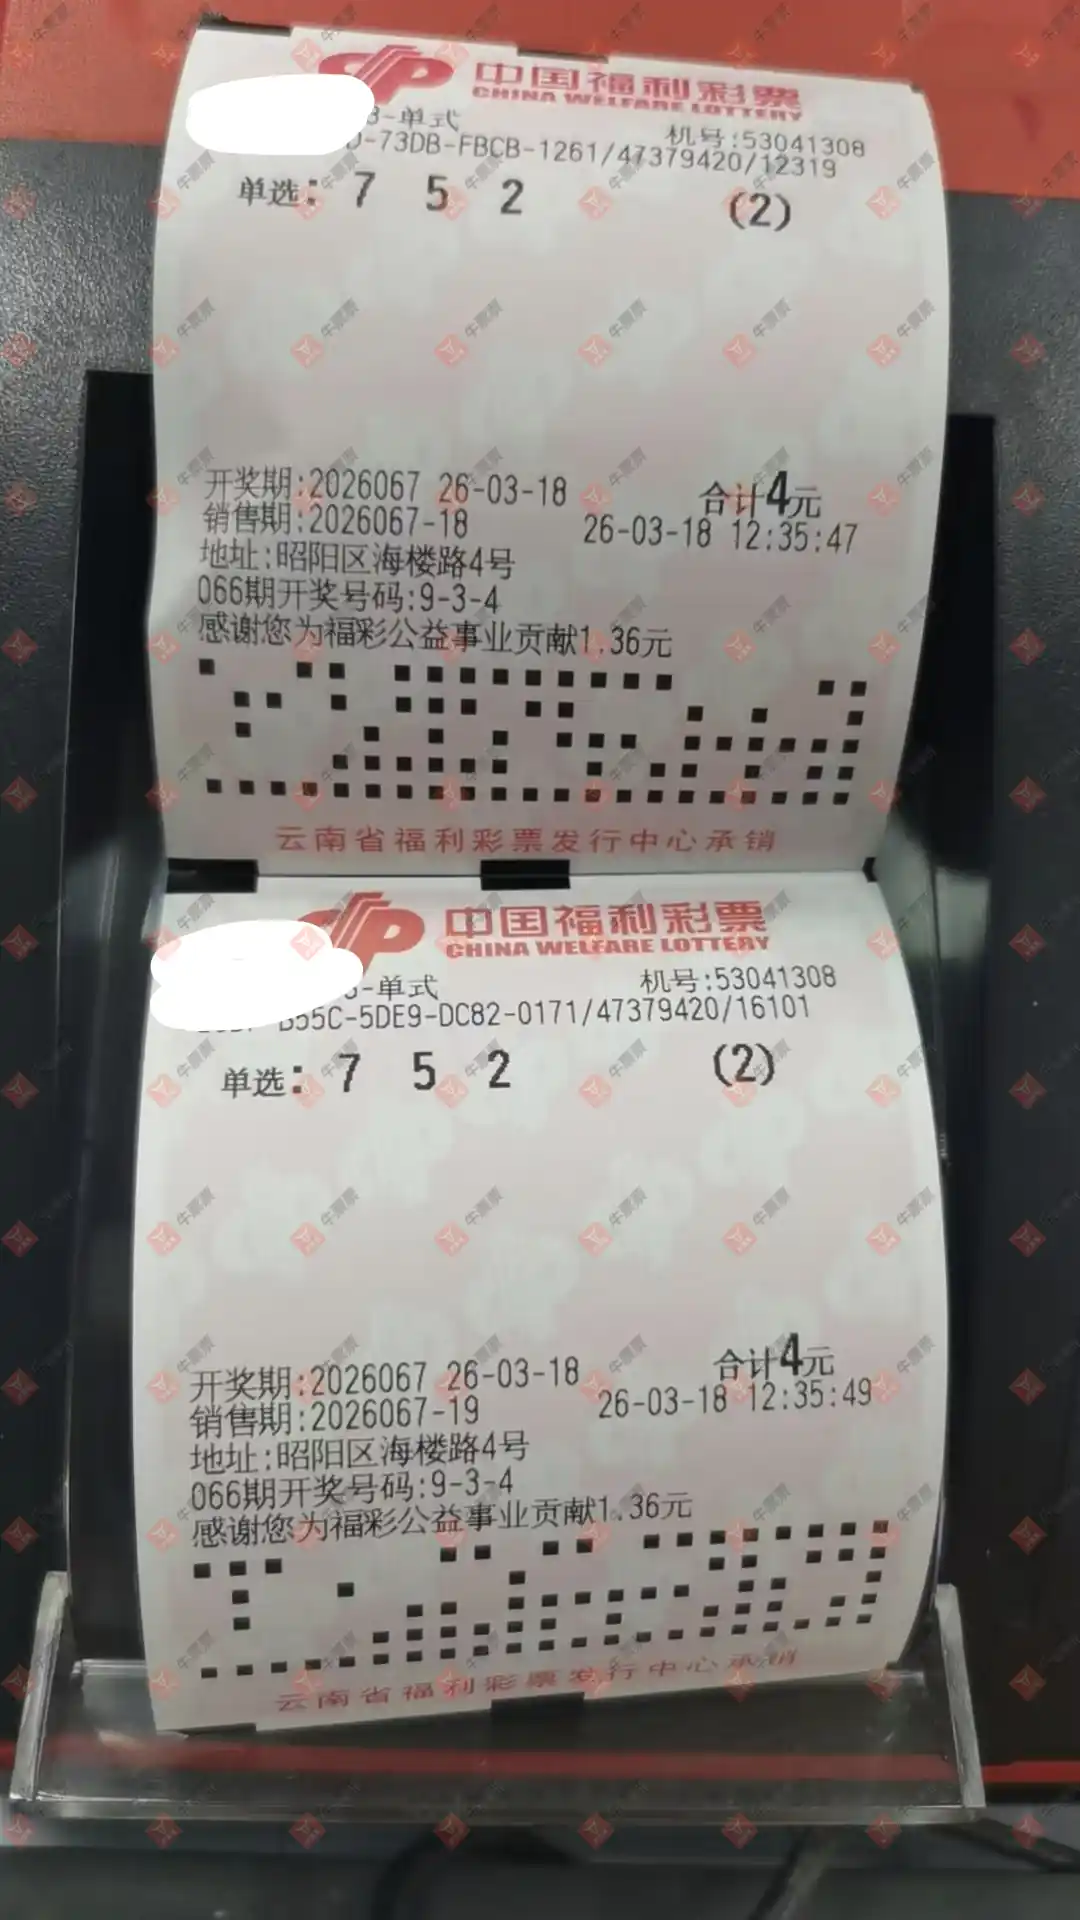 中国福利彩票
CHINA WELFARE LOTTERY
-单式
机号:53041308
-73DB-FBCB-1261/47379420/12319
单选: 7 5 2 (2)
开奖期:2026067 26-03-18 合计4元
销售期:2026067-18 26-03-18 12:35:47
地址:昭阳区海楼路4号
066期开奖号码:9-3-4
感谢您为福彩公益事业贡献1.36元
云南省福利彩票发行中心承销
中国福利彩票
CHINA WELFARE LOTTERY
-单式
机号:53041308
B55C-5DE9-DC82-0171/47379420/16101
单选: 7 5 2 (2)
开奖期:2026067 26-03-18 合计4元
销售期:2026067-19 26-03-18 12:35:49
地址:昭阳区海楼路4号
066期开奖号码:9-3-4
感谢您为福彩公益事业贡献1.36元
云南省福利彩票发行中心承销
牛票票